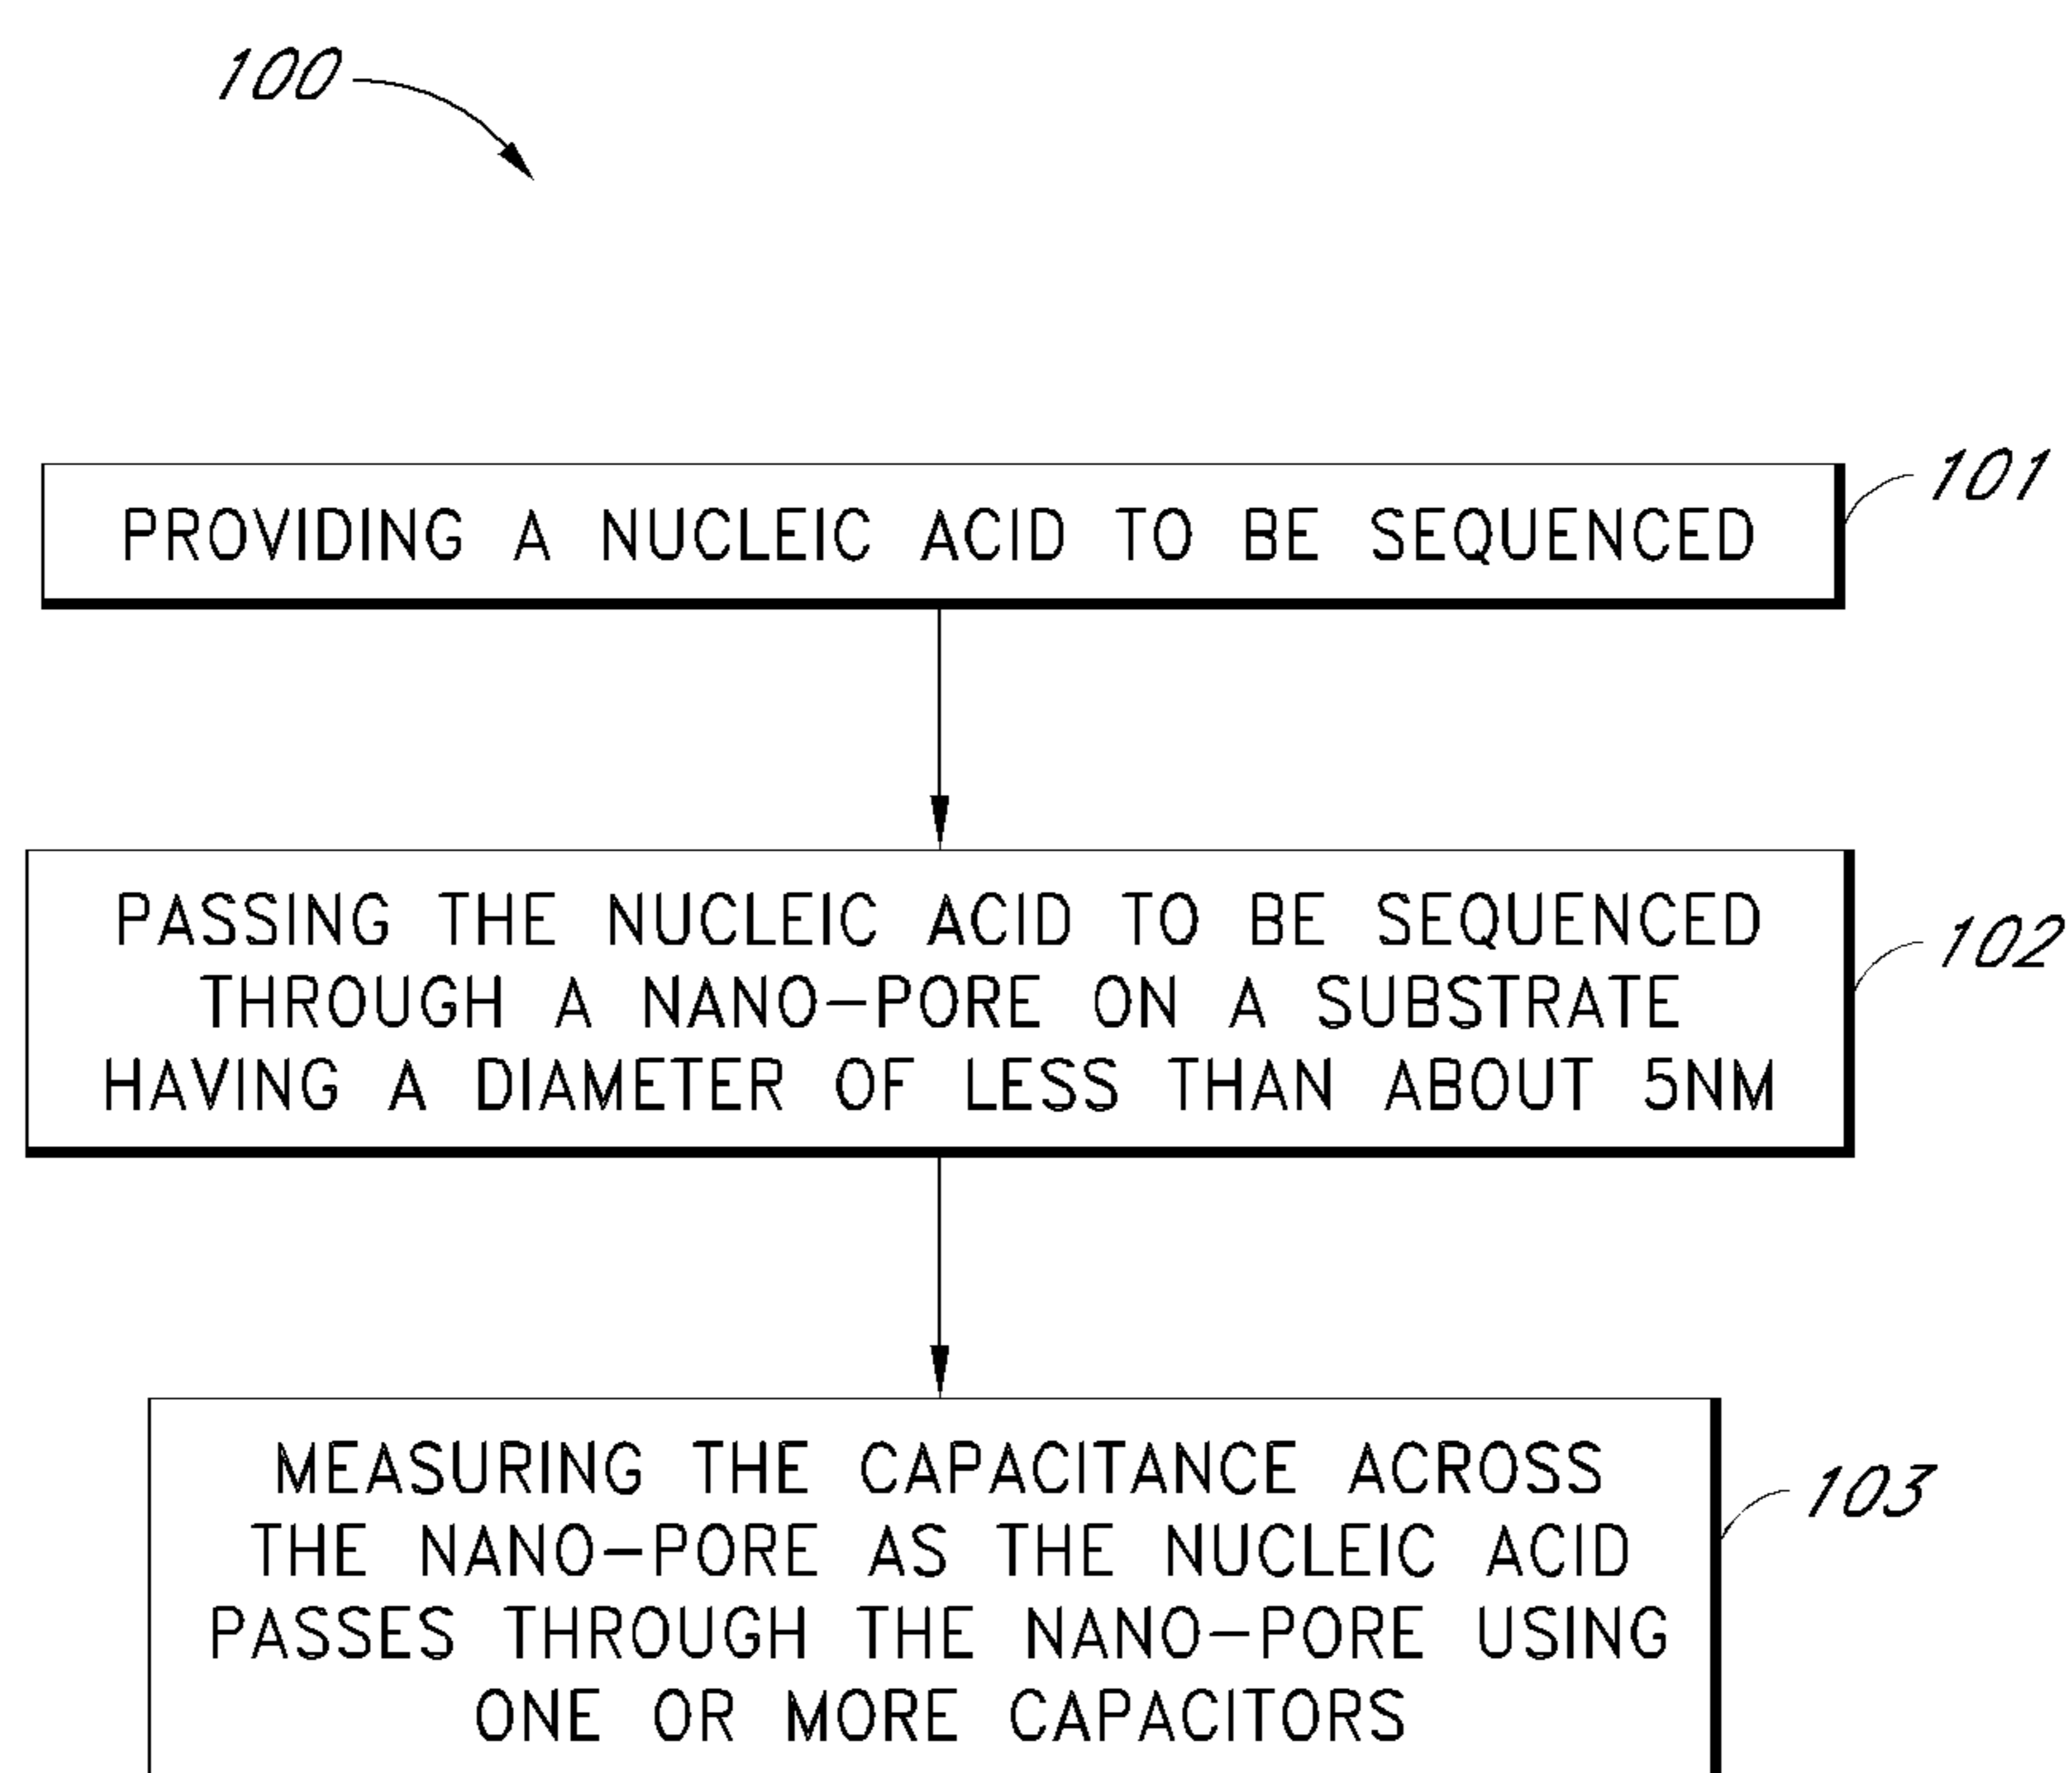 100
PROVIDING A NUCLEIC ACID TO BE SEQUENCED
101
PASSING THE NUCLEIC ACID TO BE SEQUENCED
THROUGH A NANO-PORE ON A SUBSTRATE
HAVING A DIAMETER OF LESS THAN ABOUT 5NM
102
MEASURING THE CAPACITANCE ACROSS
THE NANO-PORE AS THE NUCLEIC ACID
PASSES THROUGH THE NANO-PORE USING
ONE OR MORE CAPACITORS
103